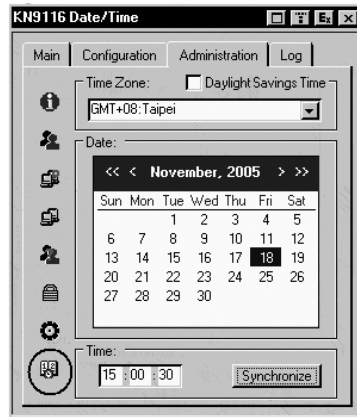 KN9116 Date/Time
Main Configuration Administration Log
Time Zone: Daylight Savings Time
GMT+08:Taipei
Date:
<< < November, 2005 > >>
Sun Mon Tue Wed Thu Fri Sat
1 2 3 4 5
6 7 8 9 10 11 12
13 14 15 16 17 18 19
20 21 22 23 24 25 26
27 28 29 30
Time:
15 :00 :30 Synchronize